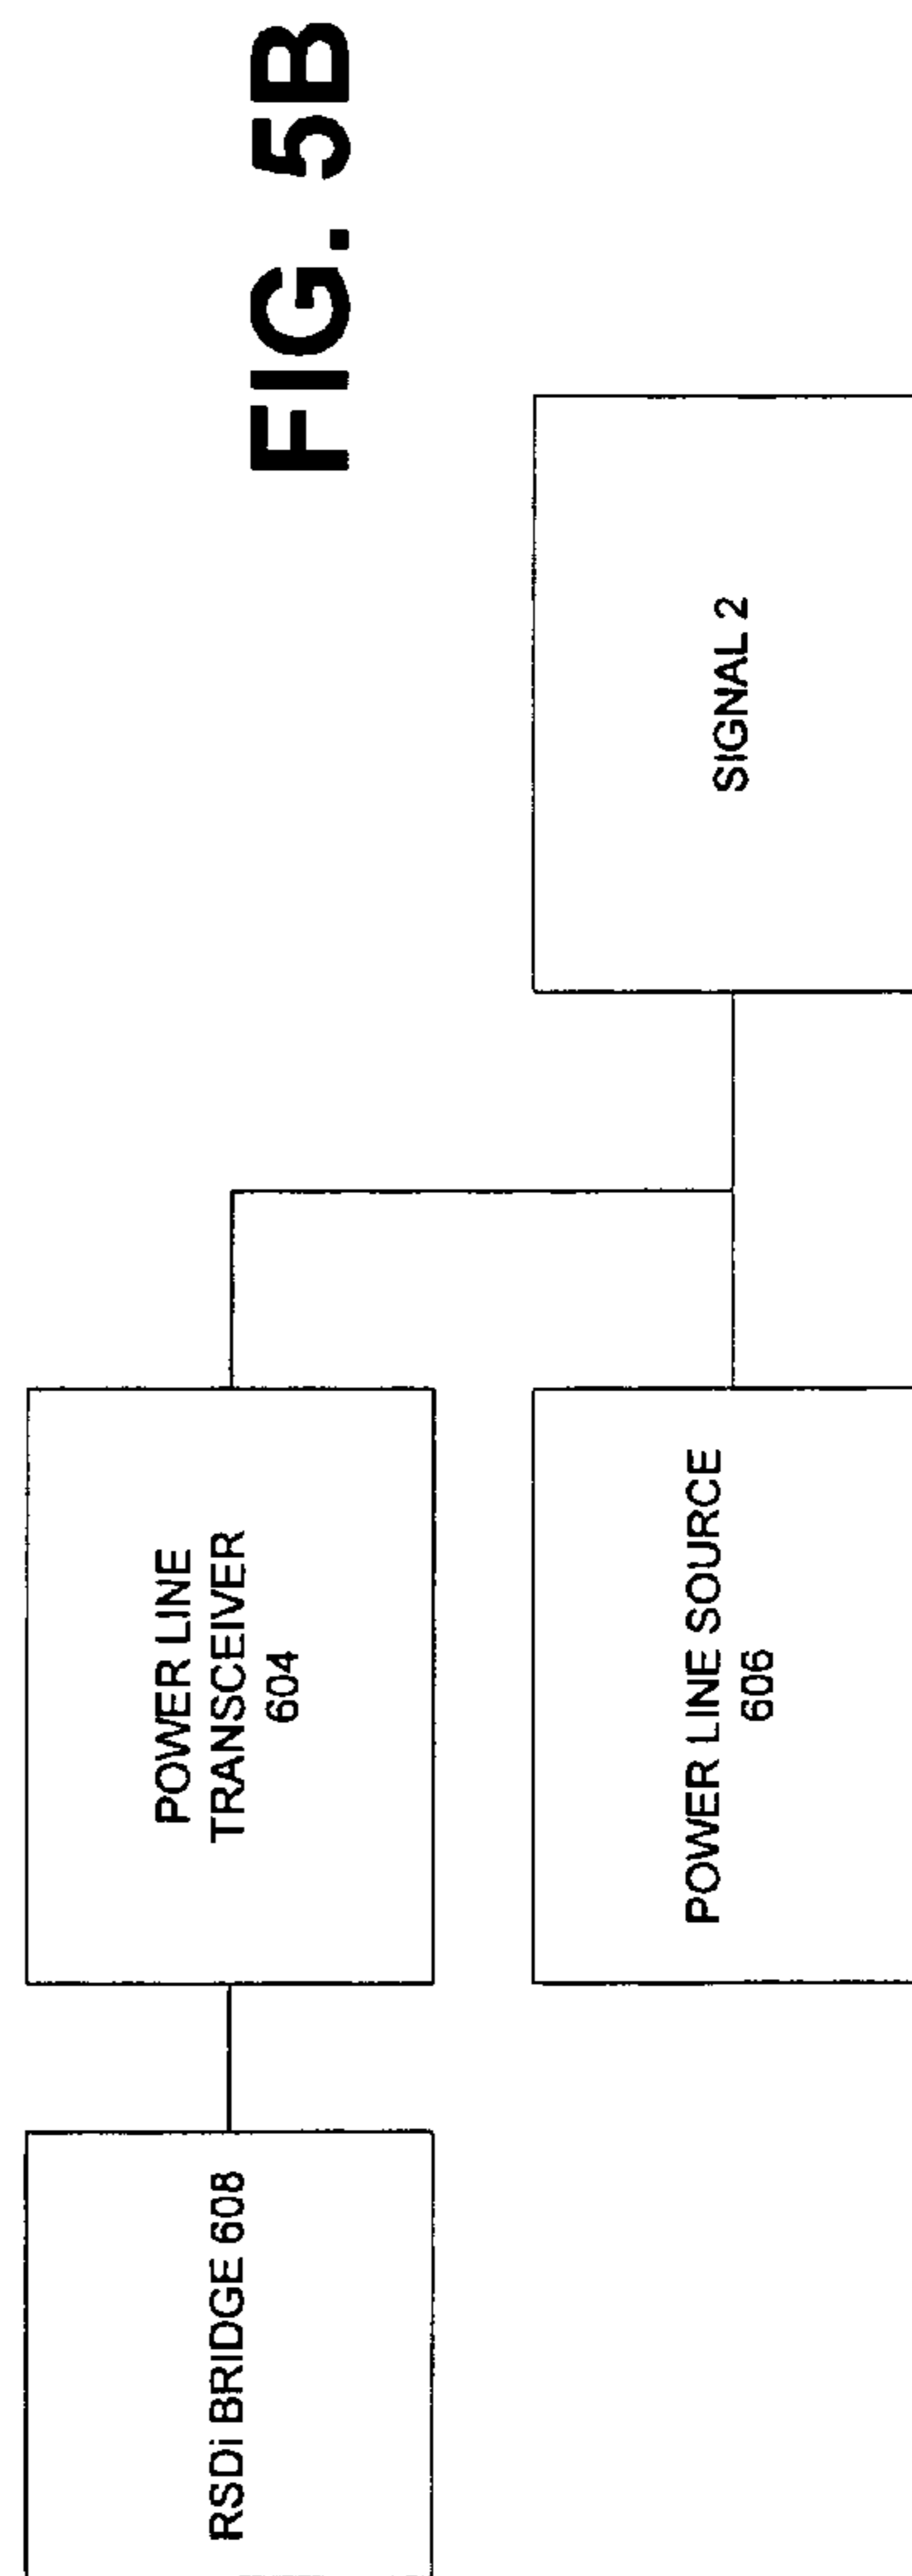 FIG. 5B
RSDi BRIDGE 608
POWER LINE
TRANSCEIVER
604
POWER LINE SOURCE
606
SIGNAL 2